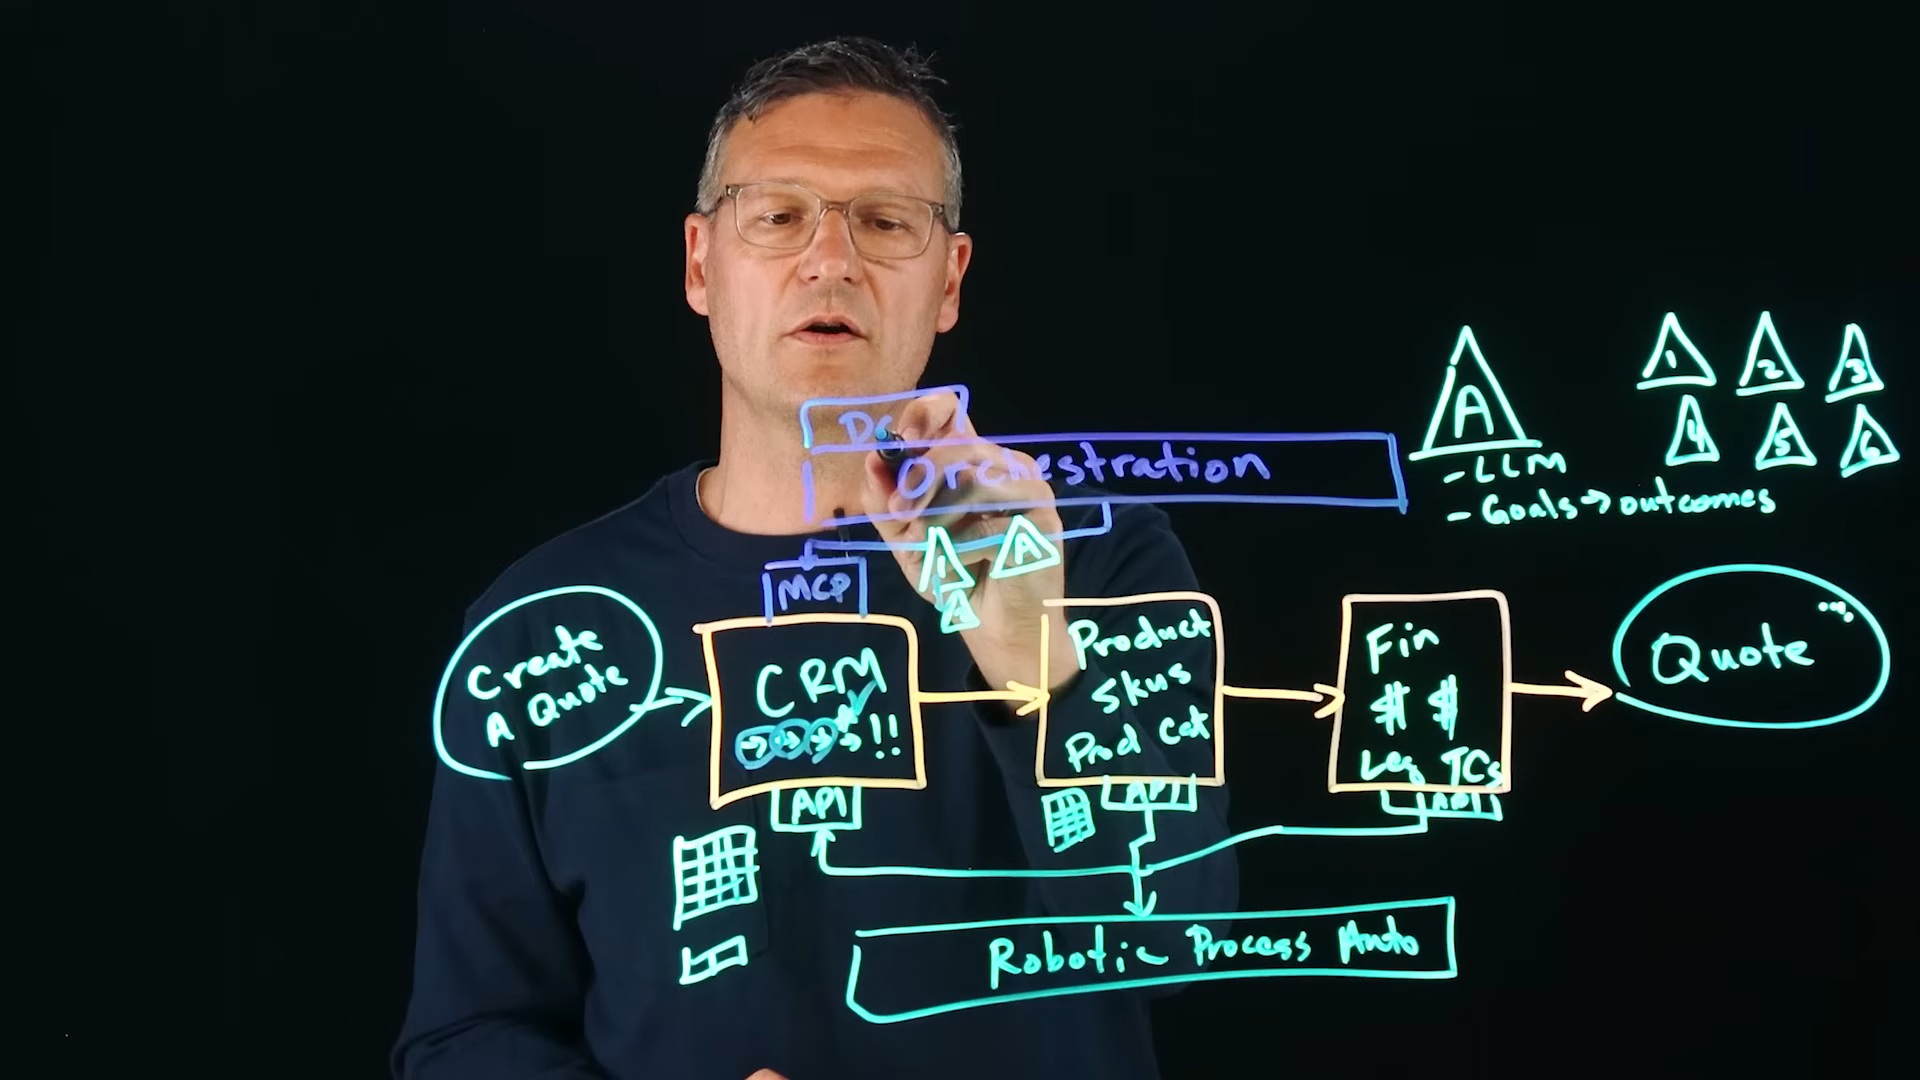 Orchestration
A
- LLM
- Goals → outcomes
1
2
3
4
5
6
MCP
1
A
A
Create
A Quote
CRM
→ → → → !!
API
Product
Skus
Prod Cat
API
Fin
$ $
Leg TCs
API
Quote
Robotic Process Auto